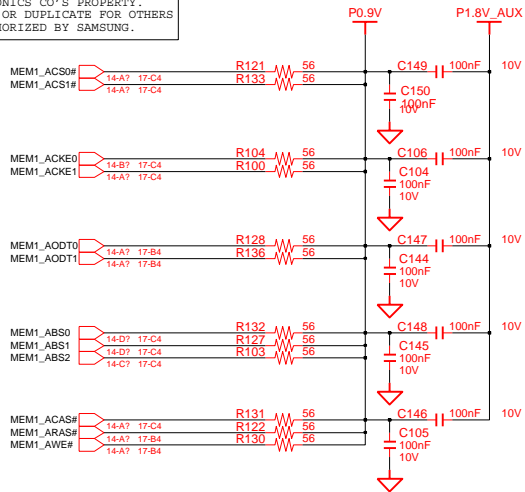 ONICS CO'S PROPERTY.
OR DUPLICATE FOR OTHERS
HORIZED BY SAMSUNG.
P0.9V P1.8V_AUX
MEM1_ACS0# 14-A? 17-C4 R121 56 C149 100nF 10V
MEM1_ACS1# 14-A? 17-C4 R133 56
C150
100nF
10V
MEM1_ACKE0 14-B? 17-C4 R104 56 C106 100nF 10V
MEM1_ACKE1 14-A? 17-C4 R100 56
C104
100nF
10V
MEM1_AODT0 14-A? 17-B4 R128 56 C147 100nF 10V
MEM1_AODT1 14-A? 17-B4 R136 56
C144
100nF
10V
MEM1_ABS0 14-D? 17-C4 R132 56 C148 100nF 10V
MEM1_ABS1 14-D? 17-C4 R127 56
MEM1_ABS2 14-C? 17-C4 R103 56
C145
100nF
10V
MEM1_ACAS# 14-A? 17-C4 R131 56 C146 100nF 10V
MEM1_ARAS# 14-A? 17-B4 R122 56
MEM1_AWE# 14-A? 17-B4 R130 56
C105
100nF
10V